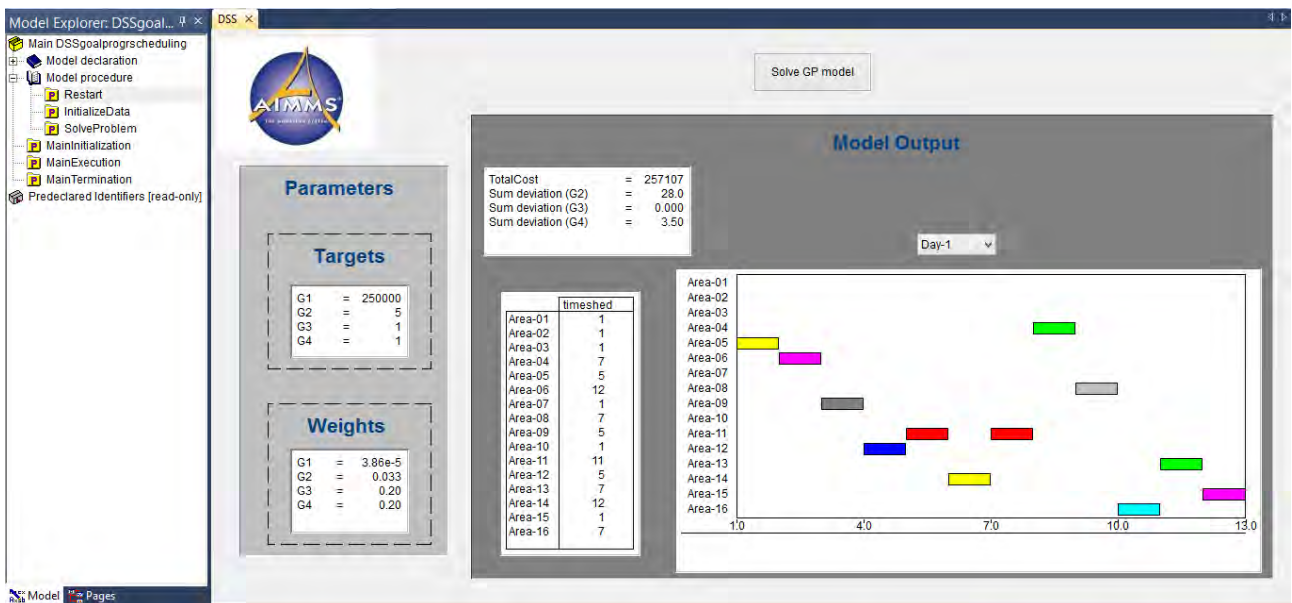 Model Explorer: DSSgoal...
Main DSSgoalprogrscheduling
Model declaration
Model procedure
P Restart
P InitializeData
P SolveProblem
P MainInitialization
P MainExecution
P MainTermination
Predeclared Identifiers [read-only]
Model Pages
DSS
AIMMS
Solve GP model
Parameters
Targets
G1 = 250000
G2 = 5
G3 = 1
G4 = 1
Weights
G1 = 3.86e-5
G2 = 0.033
G3 = 0.20
G4 = 0.20
Model Output
TotalCost = 257107
Sum deviation (G2) = 28.0
Sum deviation (G3) = 0.000
Sum deviation (G4) = 3.50
Day-1
timeshed
Area-01 1
Area-02 1
Area-03 1
Area-04 7
Area-05 5
Area-06 12
Area-07 1
Area-08 7
Area-09 5
Area-10 1
Area-11 11
Area-12 5
Area-13 7
Area-14 12
Area-15 1
Area-16 7
Area-01
Area-02
Area-03
Area-04
Area-05
Area-06
Area-07
Area-08
Area-09
Area-10
Area-11
Area-12
Area-13
Area-14
Area-15
Area-16
1.0 4.0 7.0 10.0 13.0